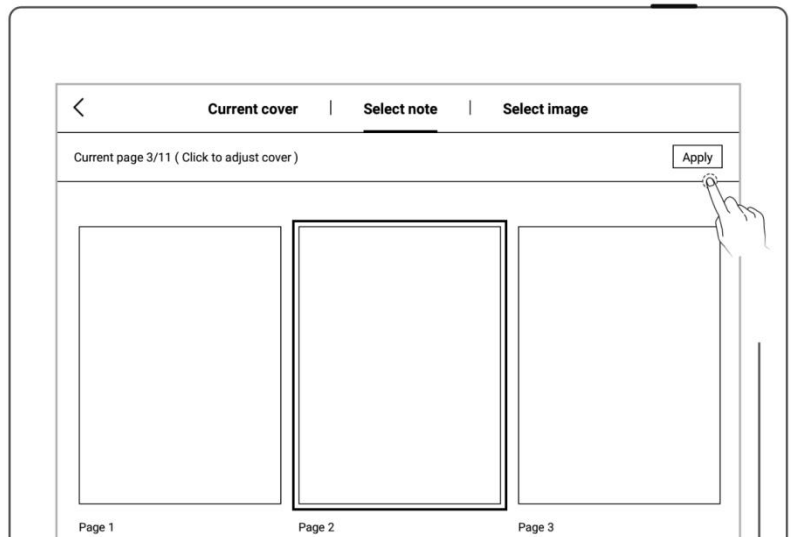 Current cover | Select note | Select image
Current page 3/11 ( Click to adjust cover ) Apply
Page 1 Page 2 Page 3